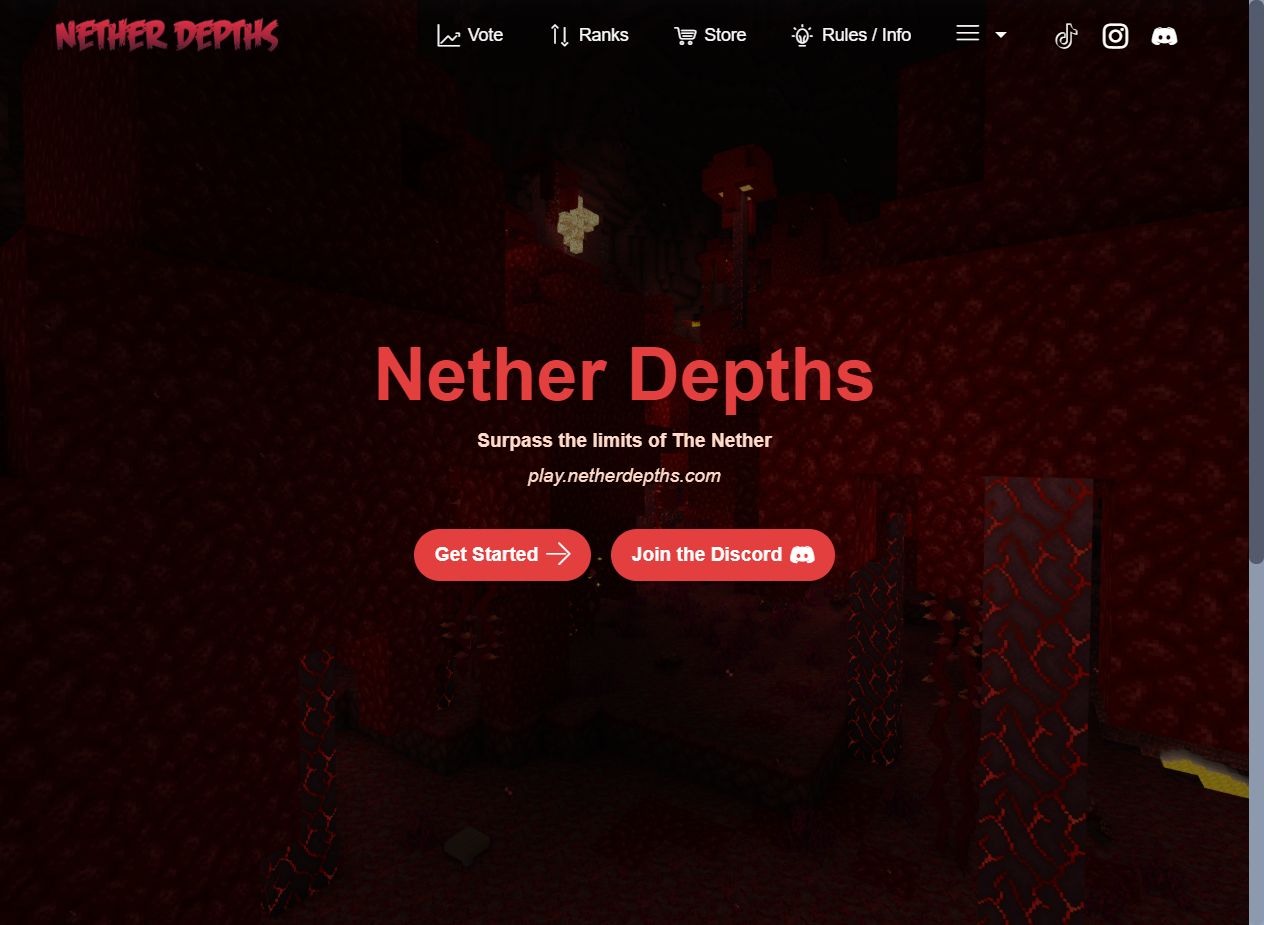 NETHER DEPTHS
Vote
Ranks
Store
Rules / Info
Nether Depths
Surpass the limits of The Nether
play.netherdepths.com
Get Started - Join the Discord